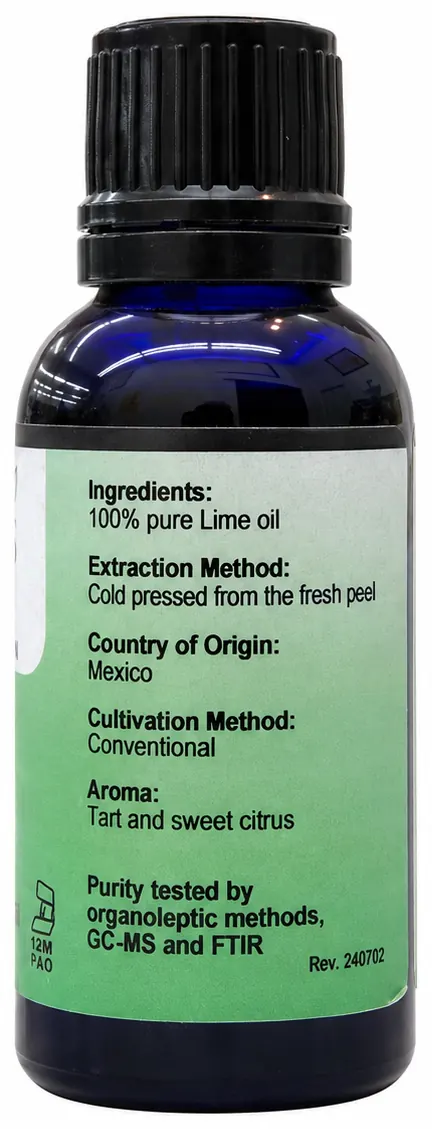 Ingredients:
100% pure Lime oil
Extraction Method:
Cold pressed from the fresh peel
Country of Origin:
Mexico
Cultivation Method:
Conventional
Aroma:
Tart and sweet citrus
Purity tested by
organoleptic methods,
GC-MS and FTIR
12M
PAO
Rev. 240702